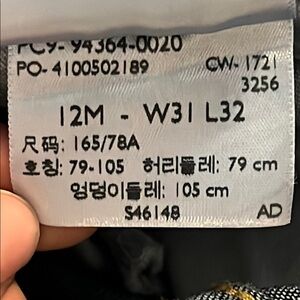 PC9- 94364-0020
PO- 4100502189 CW- 1721
3256
12M - W31 L32
尺码: 165/78A
호칭: 79-105 허리둘레: 79 cm
엉덩이둘레: 105 cm
S46148 AD